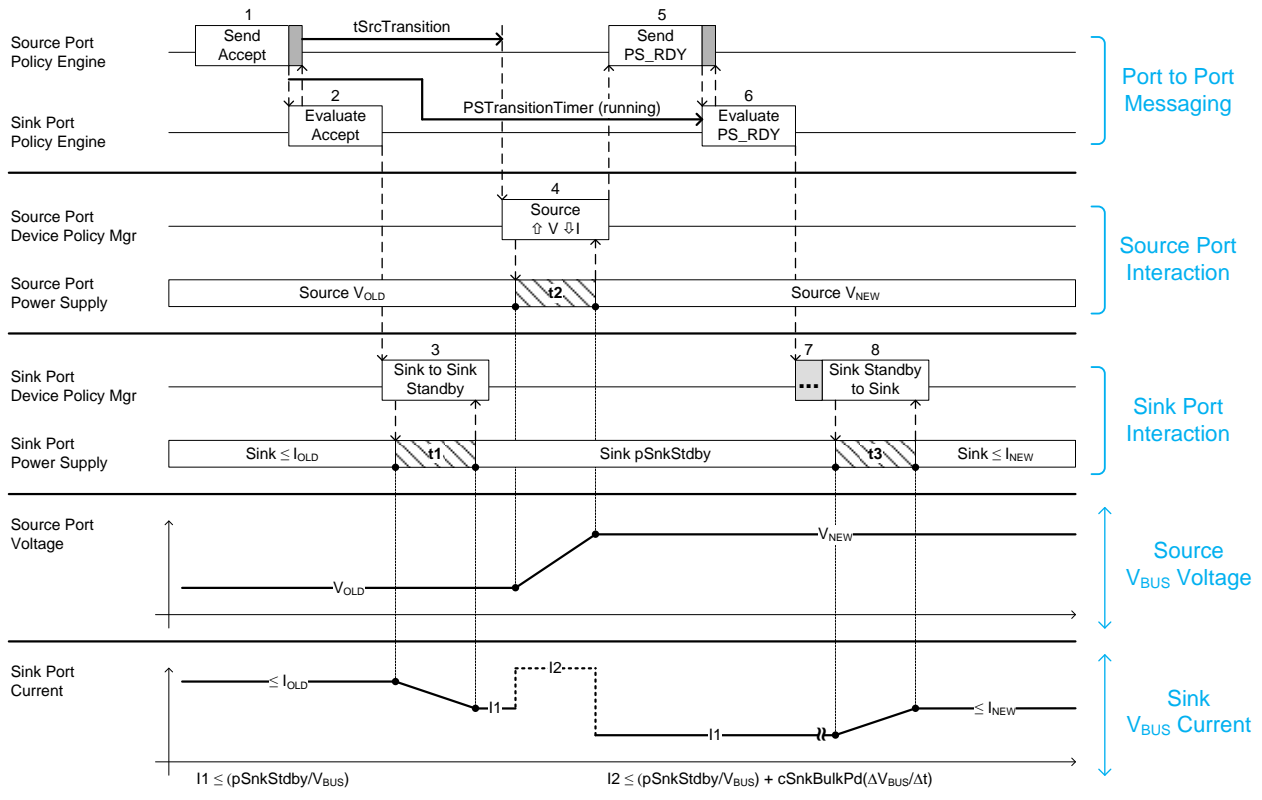 1
Send
Accept
tSrcTransition
5
Send
PS_RDY
Source Port
Policy Engine
2
Evaluate
Accept
PSTransitionTimer (running)
6
Evaluate
PS_RDY
Sink Port
Policy Engine
Port to Port
Messaging
4
Source
⇧ V ⇩I
Source Port
Device Policy Mgr
Source Port
Power Supply
Source VOLD
t2
Source VNEW
Source Port
Interaction
3
Sink to Sink
Standby
7
...
8
Sink Standby
to Sink
Sink Port
Device Policy Mgr
Sink Port
Power Supply
Sink ≤ IOLD
t1
Sink pSnkStdby
t3
Sink ≤ INEW
Sink Port
Interaction
Source Port
Voltage
VOLD
VNEW
Source
VBUS Voltage
Sink Port
Current
≤ IOLD
I1
I2
I1
≤ INEW
Sink
VBUS Current
I1 ≤ (pSnkStdby/VBUS)
I2 ≤ (pSnkStdby/VBUS) + cSnkBulkPd(ΔVBUS/Δt)